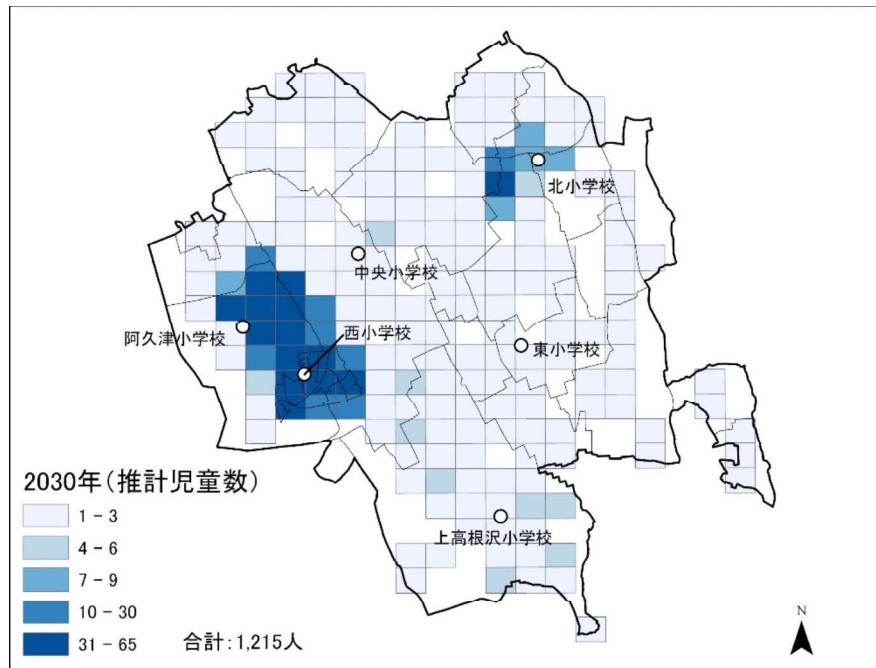 北小学校
中央小学校
阿久津小学校
西小学校
東小学校
上高根沢小学校
2030年(推計児童数)
1 - 3
4 - 6
7 - 9
10 - 30
31 - 65
合計:1,215人
N